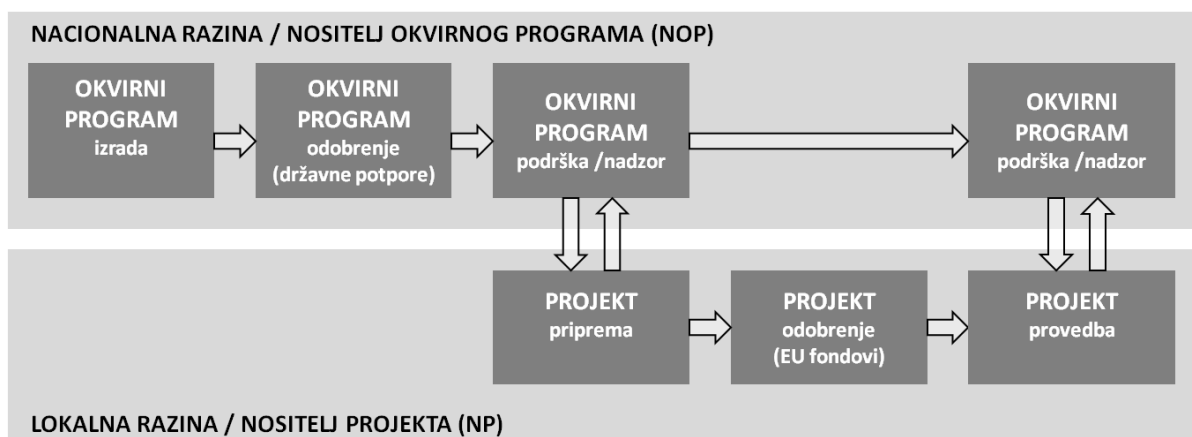 NACIONALNA RAZINA / NOSITELJ OKVIRNOG PROGRAMA (NOP)
OKVIRNI
PROGRAM
izrada
OKVIRNI
PROGRAM
odobrenje
(državne potpore)
OKVIRNI
PROGRAM
podrška /nadzor
OKVIRNI
PROGRAM
podrška /nadzor
PROJEKT
priprema
PROJEKT
odobrenje
(EU fondovi)
PROJEKT
provedba
LOKALNA RAZINA / NOSITELJ PROJEKTA (NP)